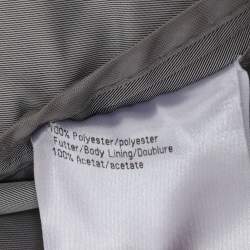 100% Polyester/polyester
Futter/Body Lining/Doublure
100% Acetat/acetate